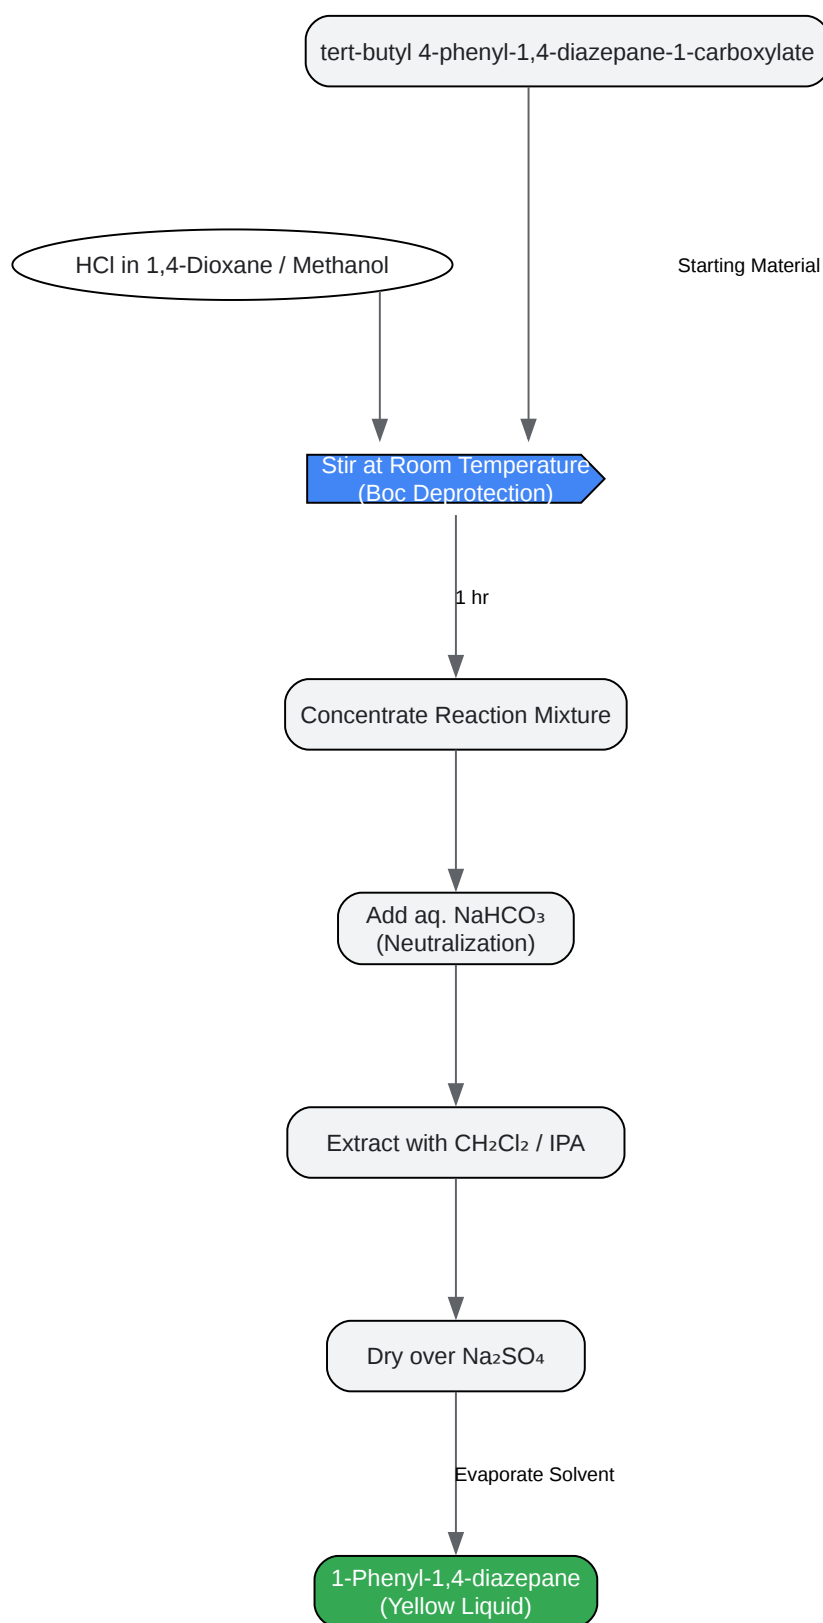 tert-butyl 4-phenyl-1,4-diazepane-1-carboxylate
HCl in 1,4-Dioxane / Methanol
Starting Material
Stir at Room Temperature
(Boc Deprotection)
1 hr
Concentrate Reaction Mixture
Add aq. NaHCO₃
(Neutralization)
Extract with CH₂Cl₂ / IPA
Dry over Na₂SO₄
Evaporate Solvent
1-Phenyl-1,4-diazepane
(Yellow Liquid)